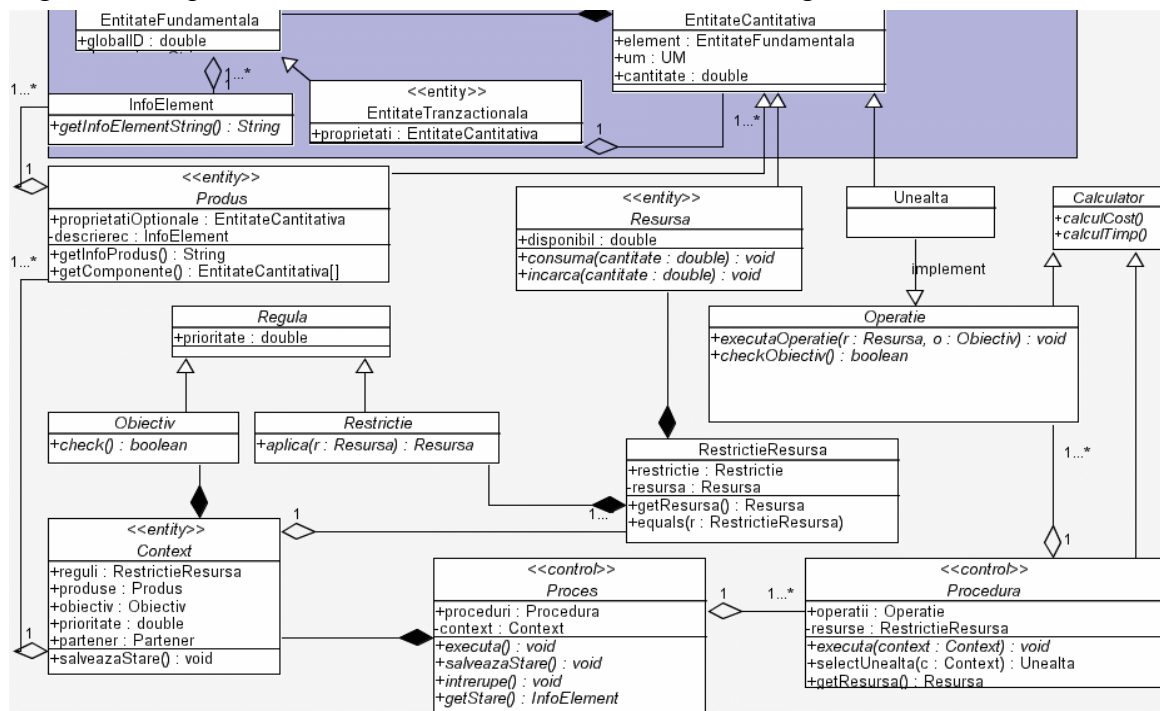 EntitateFundamentala
+globalID : double
EntitateCantitativa
+element : EntitateFundamentala
+um : UM
+cantitate : double
1
1...*
1...*
InfoElement
+getInfoElementString() : String
<<entity>>
EntitateTranzactionala
+proprietati : EntitateCantitativa
1
1...*
1
<<entity>>
Produs
+proprietatiOptionale : EntitateCantitativa
-descrierec : InfoElement
+getInfoProdus() : String
+getComponente() : EntitateCantitativa[]
1...*
<<entity>>
Resursa
+disponibil : double
+consuma(cantitate : double) : void
+incarca(cantitate : double) : void
Unealta
Calculator
+calculCost()
+calculTimp()
implement
Regula
+prioritate : double
Operatie
+executaOperatie(r : Resursa, o : Obiectiv) : void
+checkObiectiv() : boolean
Obiectiv
+check() : boolean
Restrictie
+aplica(r : Resursa) : Resursa
RestrictieResursa
+restrictie : Restrictie
-resursa : Resursa
+getResursa() : Resursa
+equals(r : RestrictieResursa)
1...*
1
1...
1
<<entity>>
Context
+reguli : RestrictieResursa
+produse : Produs
+obiectiv : Obiectiv
+prioritate : double
+partener : Partener
+salveazaStare() : void
1
<<control>>
Proces
+proceduri : Procedura
-context : Context
+executa() : void
+salveazaStare() : void
+intrerupe() : void
+getStare() : InfoElement
1
1...*
<<control>>
Procedura
+operatii : Operatie
-resurse : RestrictieResursa
+executa(context : Context) : void
+selectUnealta(c : Context) : Unealta
+getResursa() : Resursa